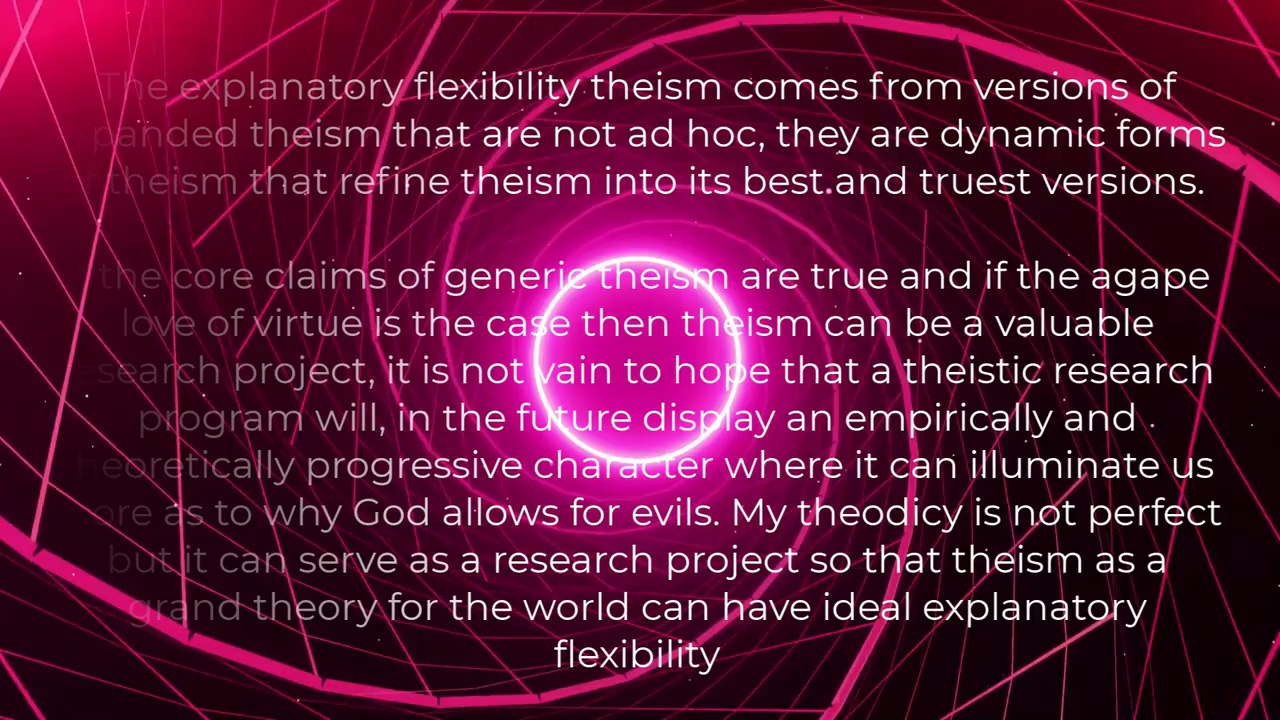 The explanatory flexibility theism comes from versions of
panded theism that are not ad hoc, they are dynamic forms
theism that refine theism into its best and truest versions.
the core claims of generic theism are true and if the agape
love of virtue is the case then theism can be a valuable
search project, it is not vain to hope that a theistic research
program will, in the future display an empirically and
heoretically progressive character where it can illuminate us
ore as to why God allows for evils. My theodicy is not perfect
but it can serve as a research project so that theism as a
grand theory for the world can have ideal explanatory
flexibility